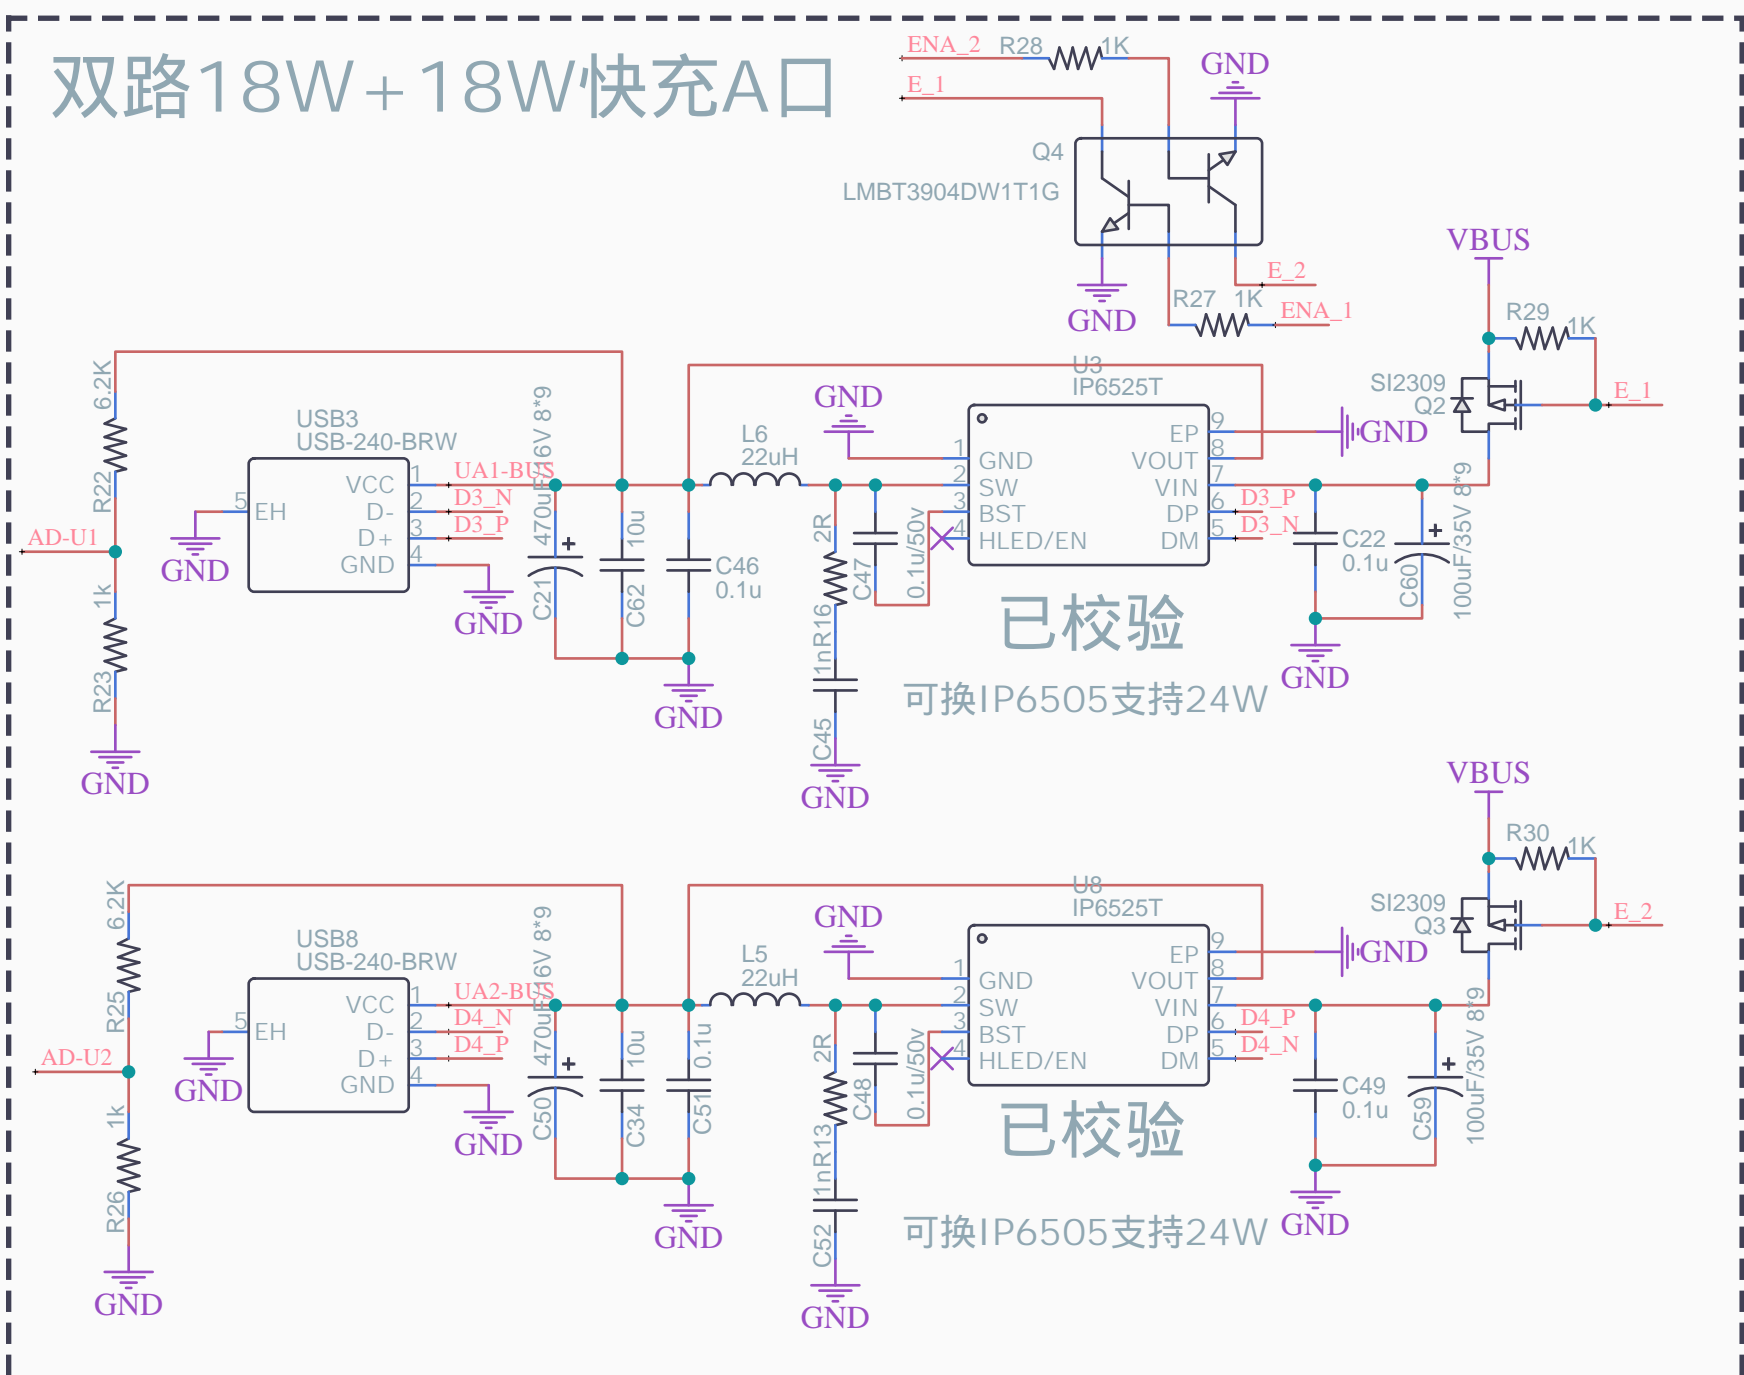 双路18W+18W快充A口
ENA_2
R28
1K
E_1
GND
Q4
LMBT3904DW1T1G
GND
E_2
R27
1K
ENA_1
VBUS
R29
1K
SI2309
Q2
E_1
6.2K
R22
AD-U1
1k
R23
GND
USB3
USB-240-BRW
5
EH
GND
VCC
1
UA1-BUS
D-
2
D3_N
D+
3
D3_P
GND
4
GND
470uF/16V 8*9
C21
10u
C62
C46
0.1u
GND
L6
22uH
2R
R16
1n
C45
GND
C47
0.1u/50v
GND
U3
IP6525T
1
GND
2
SW
3
BST
4
HLED/EN
EP
9
GND
VOUT
8
VIN
7
DP
6
D3_P
DM
5
D3_N
C22
0.1u
C60
100uF/35V 8*9
GND
已校验
可换IP6505支持24W
VBUS
R30
1K
SI2309
Q3
E_2
6.2K
R25
AD-U2
1k
R26
GND
USB8
USB-240-BRW
5
EH
GND
VCC
1
UA2-BUS
D-
2
D4_N
D+
3
D4_P
GND
4
GND
470uF/16V 8*9
C50
10u
C34
0.1u
C51
GND
L5
22uH
2R
R13
1n
C52
GND
C48
0.1u/50v
GND
U8
IP6525T
1
GND
2
SW
3
BST
4
HLED/EN
EP
9
GND
VOUT
8
VIN
7
DP
6
D4_P
DM
5
D4_N
C49
0.1u
C59
100uF/35V 8*9
GND
已校验
可换IP6505支持24W